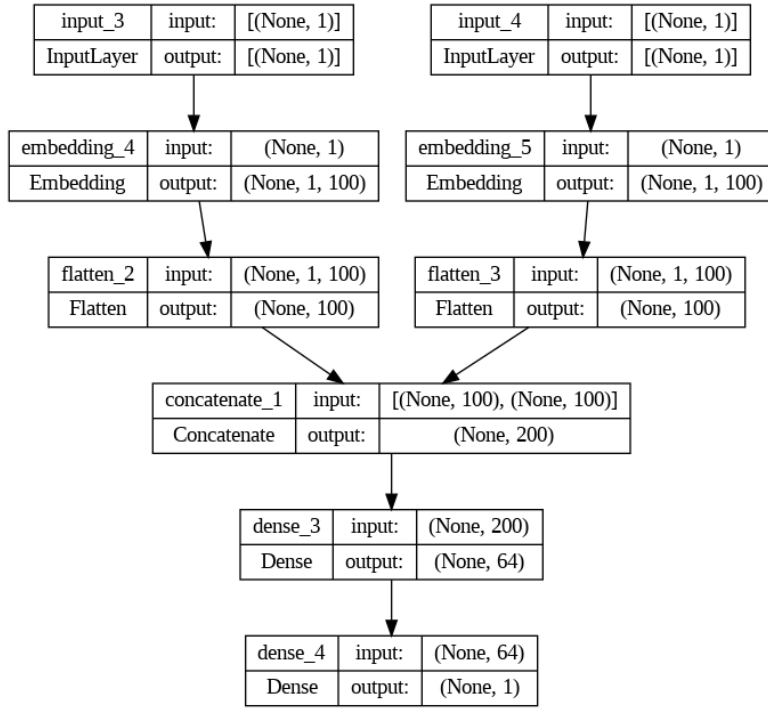 input_3 input: [(None, 1)]
InputLayer output: [(None, 1)]
input_4 input: [(None, 1)]
InputLayer output: [(None, 1)]
embedding_4 input: (None, 1)
Embedding output: (None, 1, 100)
embedding_5 input: (None, 1)
Embedding output: (None, 1, 100)
flatten_2 input: (None, 1, 100)
Flatten output: (None, 100)
flatten_3 input: (None, 1, 100)
Flatten output: (None, 100)
concatenate_1 input: [(None, 100), (None, 100)]
Concatenate output: (None, 200)
dense_3 input: (None, 200)
Dense output: (None, 64)
dense_4 input: (None, 64)
Dense output: (None, 1)